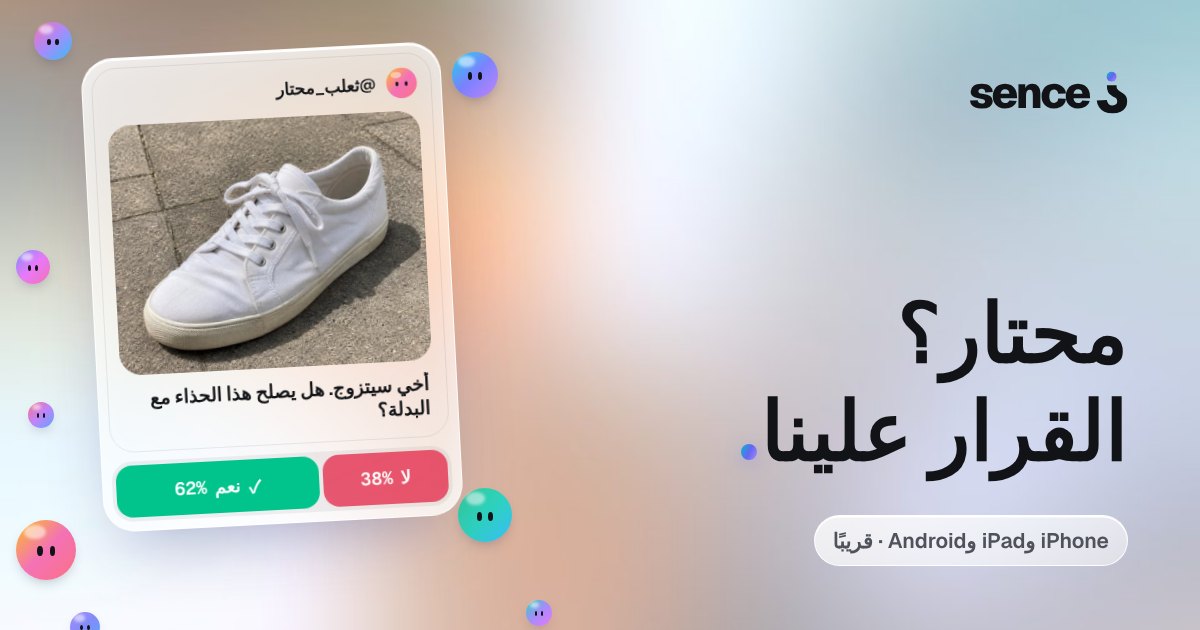 sence
@ثعلب_محتار
أخي سيتزوج. هل يصلح هذا الحذاء مع
البدلة؟
لا 38%
✓ نعم 62%
محتار؟
القرار علينا.
iPhone وiPad وAndroid · قريبًا